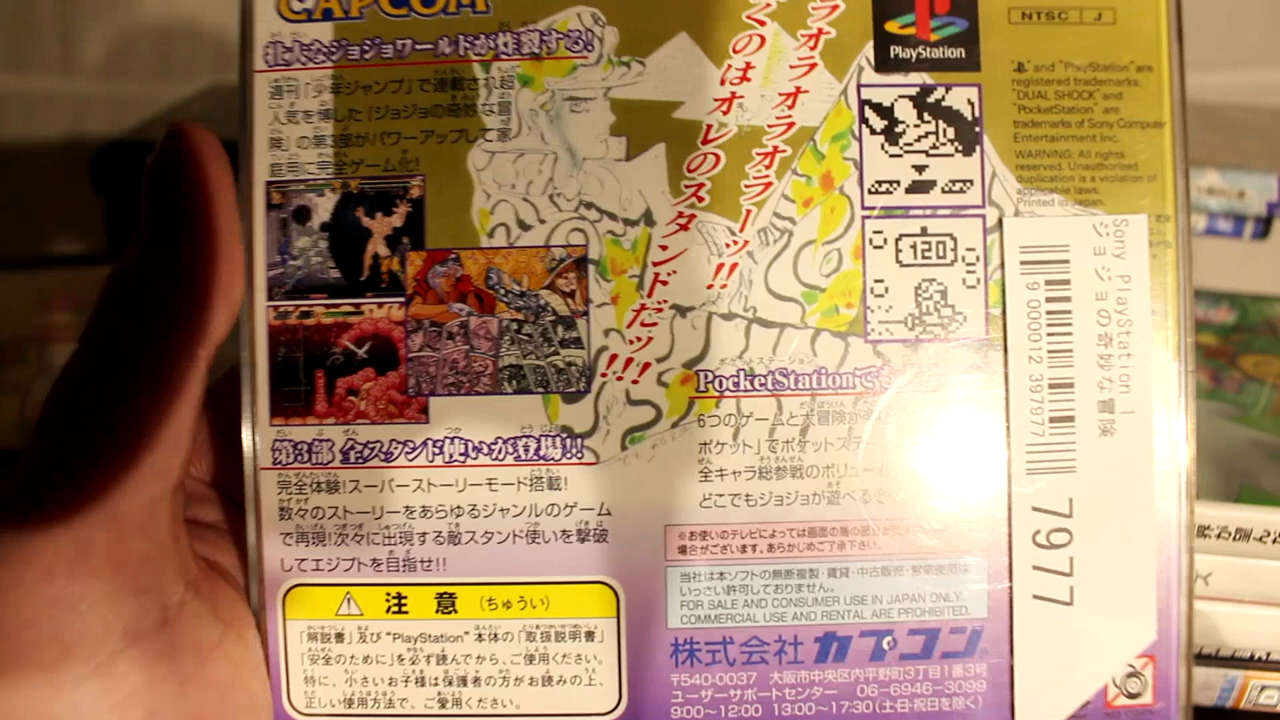 CAPCOM
壮大なジョジョワールドが炸裂する!
週刊「少年ジャンプ」で連載され超
人気を博した『ジョジョの奇妙な冒
険』の第3部がパワーアップして家
庭用に完全ゲーム化!
オラオラオラーッ!!
くのはオレのスタンドだッ!!!
PlayStation
NTSC J
"PS" and "PlayStation" are
registered trademarks.
"DUAL SHOCK" and
"PocketStation" are
trademarks of Sony Computer
Entertainment Inc.
WARNING: All rights
reserved. Unauthorized
duplication is a violation of
applicable laws.
Printed in Japan.
120
第3部 全スタンド使いが登場!!
完全体験!スーパーストーリーモード搭載!
数々のストーリーをあらゆるジャンルのゲーム
で再現!次々に出現する敵スタンド使いを撃破
してエジプトを目指せ!!
注意 (ちゅうい)
「解説書」及び"PlayStation"本体の「取扱説明書」
「安全のために」を必ず読んでから、ご使用ください。
特に、小さいお子様は保護者の方がお読みの上、
正しい使用方法で、ご愛用ください。
ポケットステーション
PocketStationで
6つのゲームと大冒険が
ポケット」でポケットステー
全キャラ総参戦のボリュー
どこでもジョジョが遊べる
※お使いのテレビによっては画面の端の部分が
場合がございます。あらかじめご了承下さい。
当社は本ソフトの無断複製・賃貸・中古販売・営業使用は
いっさい許可しておりません。
FOR SALE AND CONSUMER USE IN JAPAN ONLY.
COMMERCIAL USE AND RENTAL ARE PROHIBITED.
株式会社カプコン
〒540-0037 大阪市中央区内平野町3丁目1番3号
ユーザーサポートセンター 06-6946-3099
9:00～12:00 13:00～17:30(土日・祝日を除く)
Sony PlayStation 1
ジョジョの奇妙な冒険
9 000012 397977
7977